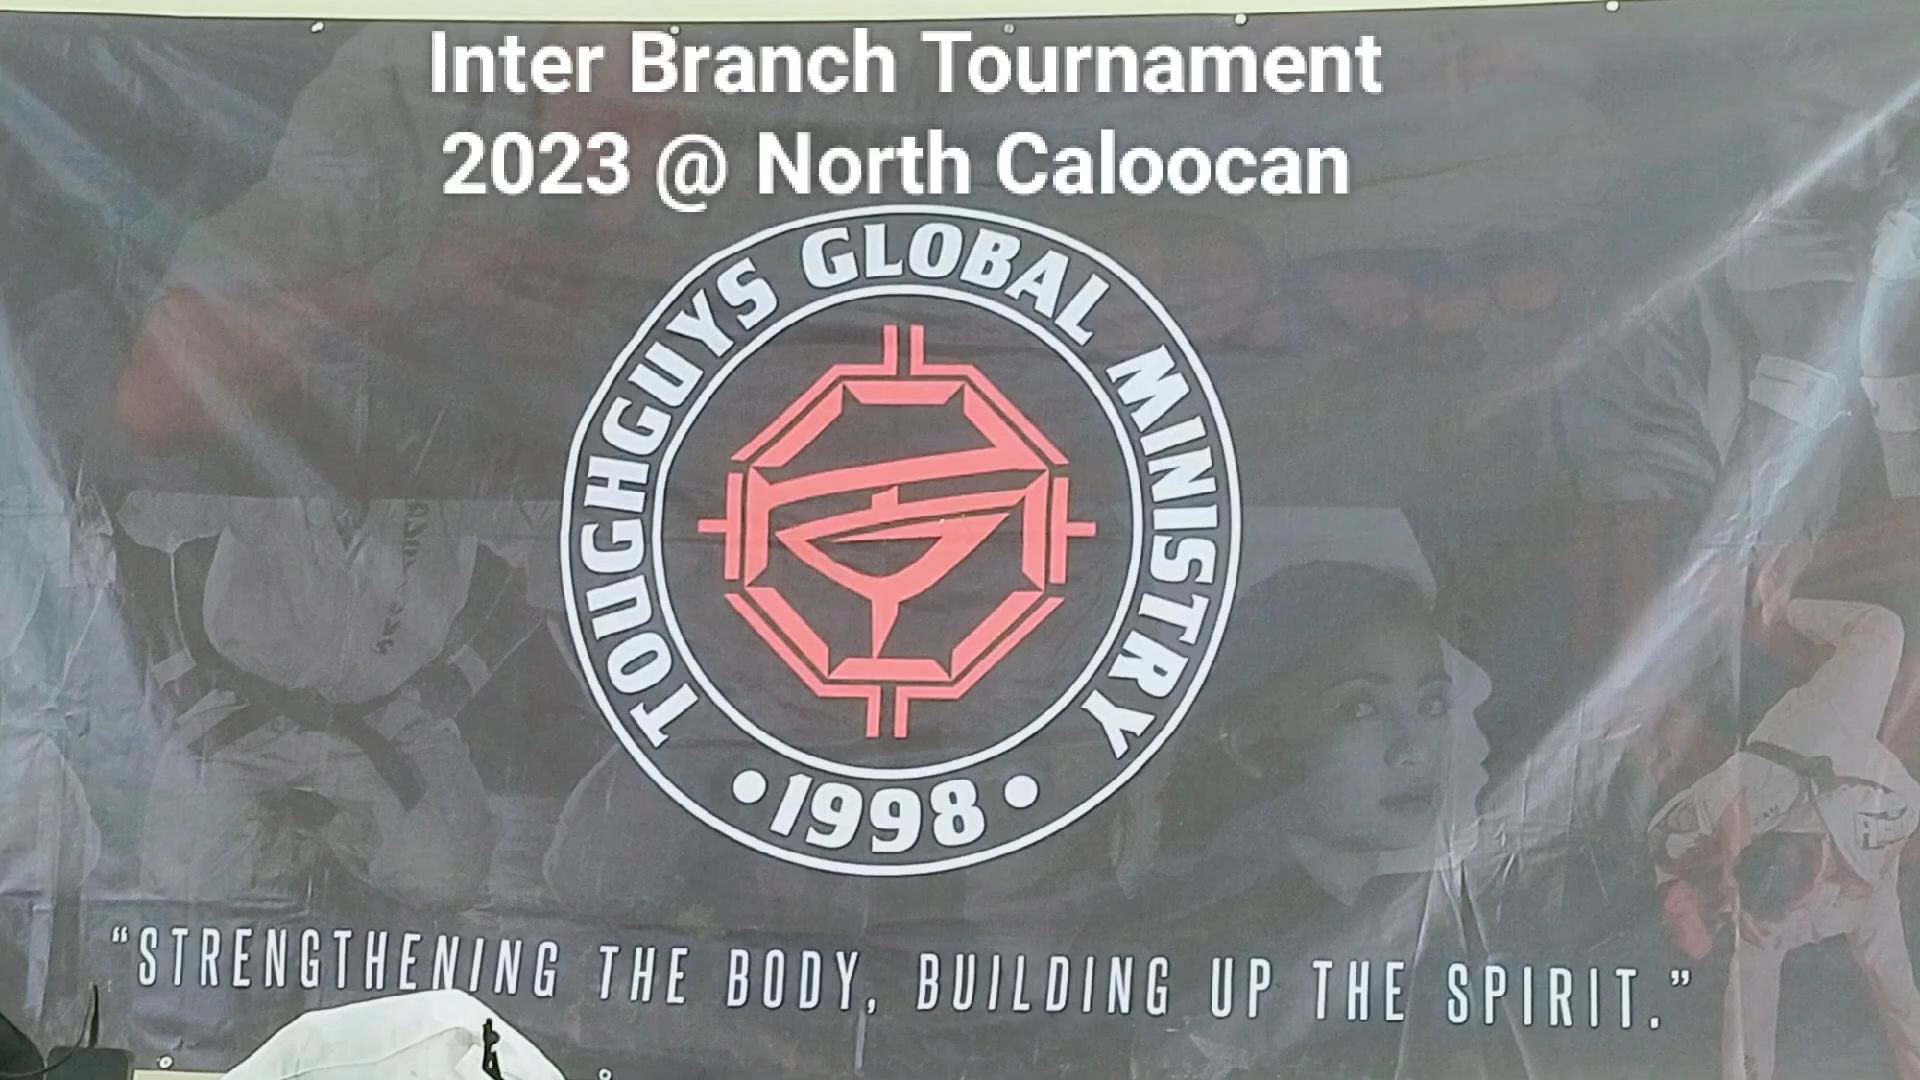 Inter Branch Tournament
2023 @ North Caloocan
TOUGHGUYS GLOBAL MINISTRY
• 1998 •
“STRENGTHENING THE BODY, BUILDING UP THE SPIRIT.”